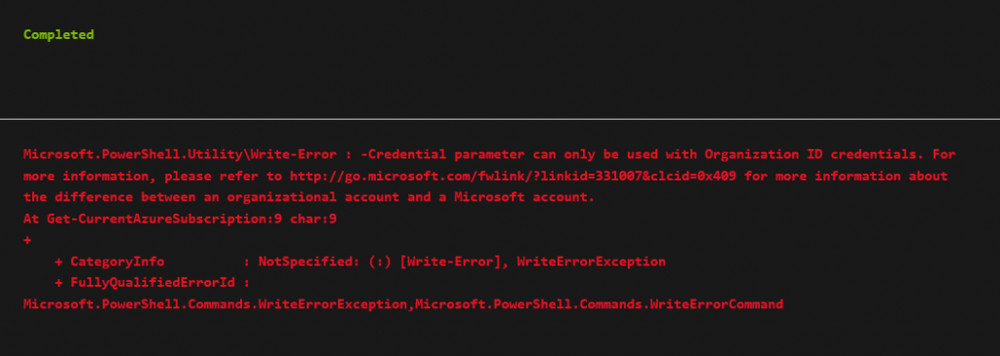 Completed
Microsoft.PowerShell.Utility\Write-Error : -Credential parameter can only be used with Organization ID credentials. For
more information, please refer to http://go.microsoft.com/fwlink/?linkid=331007&clcid=0x409 for more information about
the difference between an organizational account and a Microsoft account.
At Get-CurrentAzureSubscription:9 char:9
+
+ CategoryInfo : NotSpecified: (:) [Write-Error], WriteErrorException
+ FullyQualifiedErrorId :
Microsoft.PowerShell.Commands.WriteErrorException,Microsoft.PowerShell.Commands.WriteErrorCommand